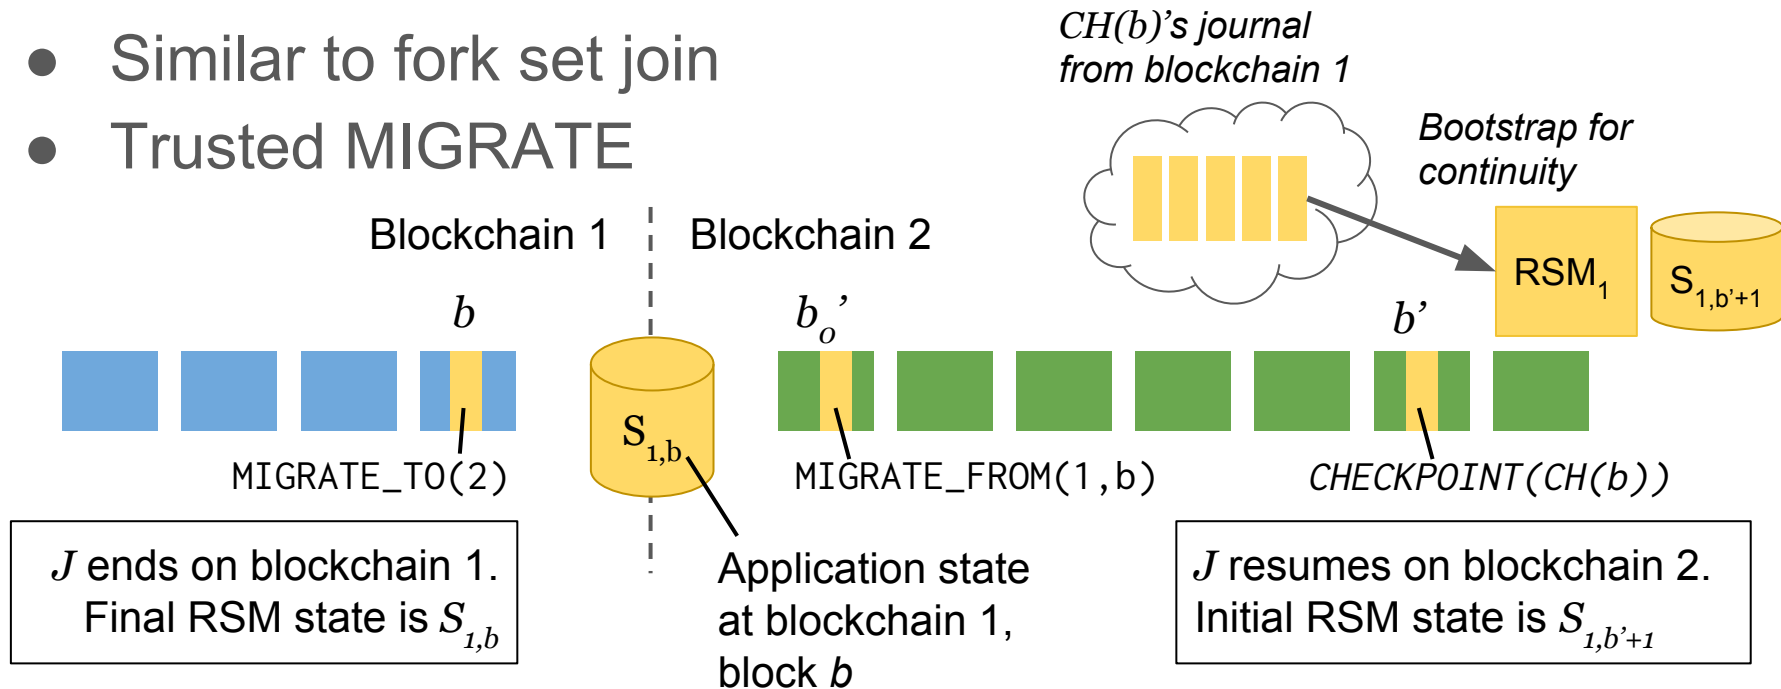 ● Similar to fork set join
● Trusted MIGRATE
CH(b)’s journal
from blockchain 1
Bootstrap for
continuity
Blockchain 1
Blockchain 2
RSM₁
S₁,b’+1
b
b₀’
b’
S₁,b
MIGRATE_TO(2)
MIGRATE_FROM(1,b)
CHECKPOINT(CH(b))
J ends on blockchain 1.
Final RSM state is S₁,b
Application state
at blockchain 1,
block b
J resumes on blockchain 2.
Initial RSM state is S₁,b’+1